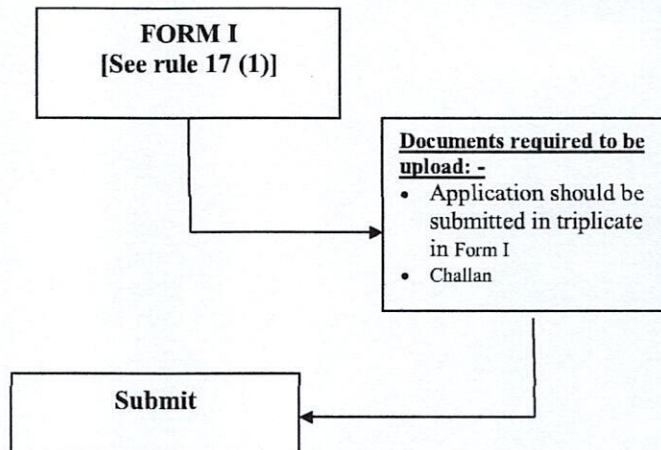 FORM I
[See rule 17 (1)]
Documents required to be
upload: -
• Application should be
submitted in triplicate
in Form I
• Challan
Submit